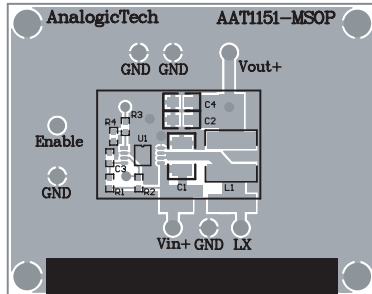 AnalogicTech AAT1151-MSOP
GND GND Vout+
C4
R3
C2
R4
Enable U1
C3
GND R1 R2 C1 L1
Vin+ GND LX